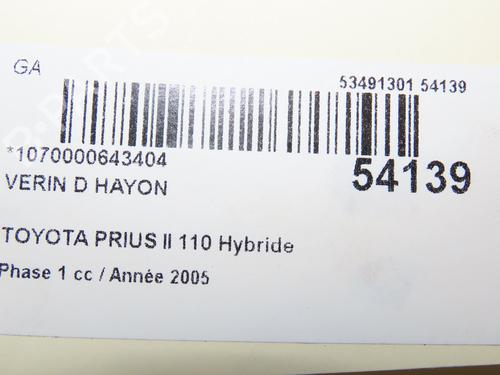 GA
53491301 54139
*1070000643404
54139
VERIN D HAYON
TOYOTA PRIUS II 110 Hybride
Phase 1 cc / Année 2005